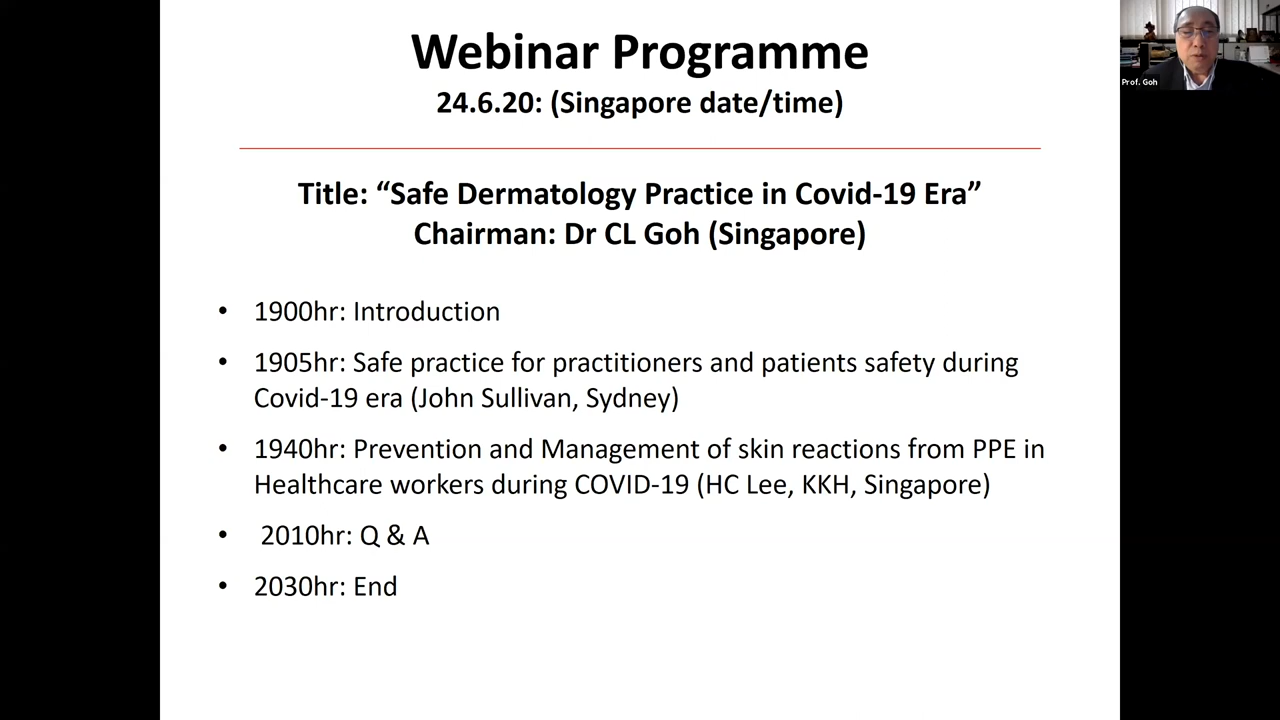 Webinar Programme
24.6.20: (Singapore date/time)
Title: “Safe Dermatology Practice in Covid-19 Era”
Chairman: Dr CL Goh (Singapore)
• 1900hr: Introduction
• 1905hr: Safe practice for practitioners and patients safety during
Covid-19 era (John Sullivan, Sydney)
• 1940hr: Prevention and Management of skin reactions from PPE in
Healthcare workers during COVID-19 (HC Lee, KKH, Singapore)
• 2010hr: Q & A
• 2030hr: End
Prof. Goh